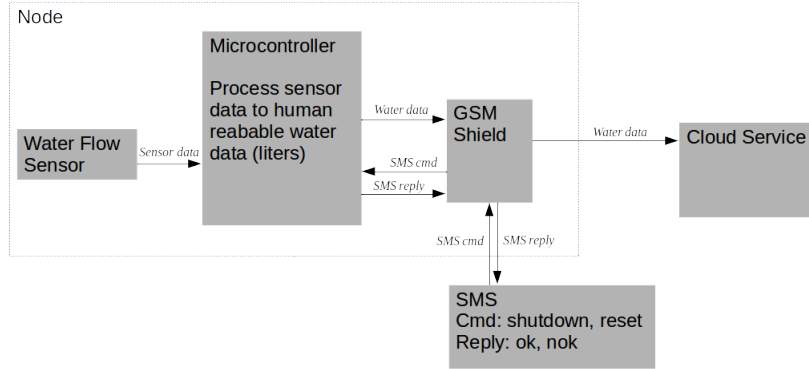 Node
Microcontroller
Process sensor
data to human
reabable water
data (liters)
Water Flow
Sensor
Sensor data
Water data
SMS cmd
SMS reply
GSM
Shield
Water data
Cloud Service
SMS cmd
SMS reply
SMS
Cmd: shutdown, reset
Reply: ok, nok